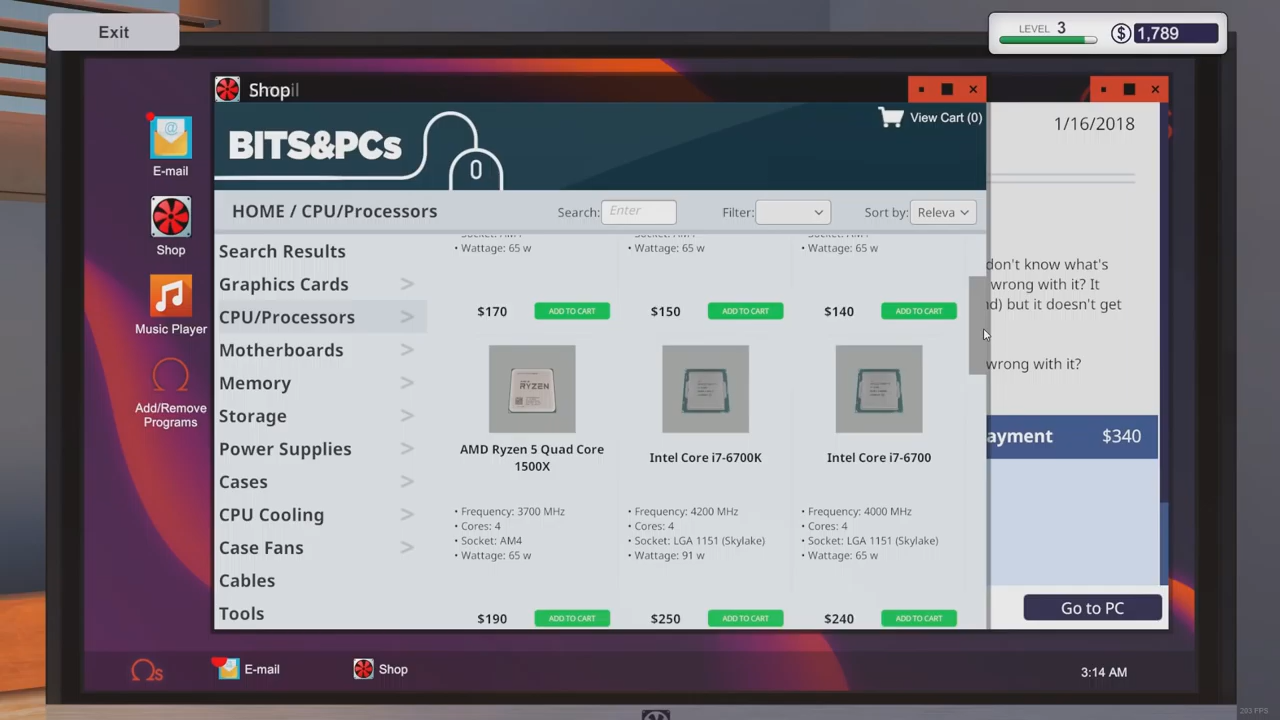 Exit
LEVEL 3
$ 1,789
Shopil
1/16/2018
BITS&PCs
View Cart (0)
HOME / CPU/Processors
Search: Enter
Filter:
Sort by: Releva
E-mail
Shop
Music Player
Add/Remove
Programs
Search Results
Graphics Cards >
CPU/Processors >
Motherboards >
Memory >
Storage >
Power Supplies >
Cases >
CPU Cooling >
Case Fans >
Cables
Tools
• Wattage: 65 w
• Wattage: 65 w
• Wattage: 65 w
$170 ADD TO CART
$150 ADD TO CART
$140 ADD TO CART
RYZEN
AMD Ryzen 5 Quad Core
1500X
• Frequency: 3700 MHz
• Cores: 4
• Socket: AM4
• Wattage: 65 w
$190 ADD TO CART
Intel Core i7-6700K
• Frequency: 4200 MHz
• Cores: 4
• Socket: LGA 1151 (Skylake)
• Wattage: 91 w
$250 ADD TO CART
Intel Core i7-6700
• Frequency: 4000 MHz
• Cores: 4
• Socket: LGA 1151 (Skylake)
• Wattage: 65 w
$240 ADD TO CART
don't know what's
wrong with it? It
nd) but it doesn't get
wrong with it?
ayment $340
Go to PC
Ωs
E-mail
Shop
3:14 AM
203 FPS